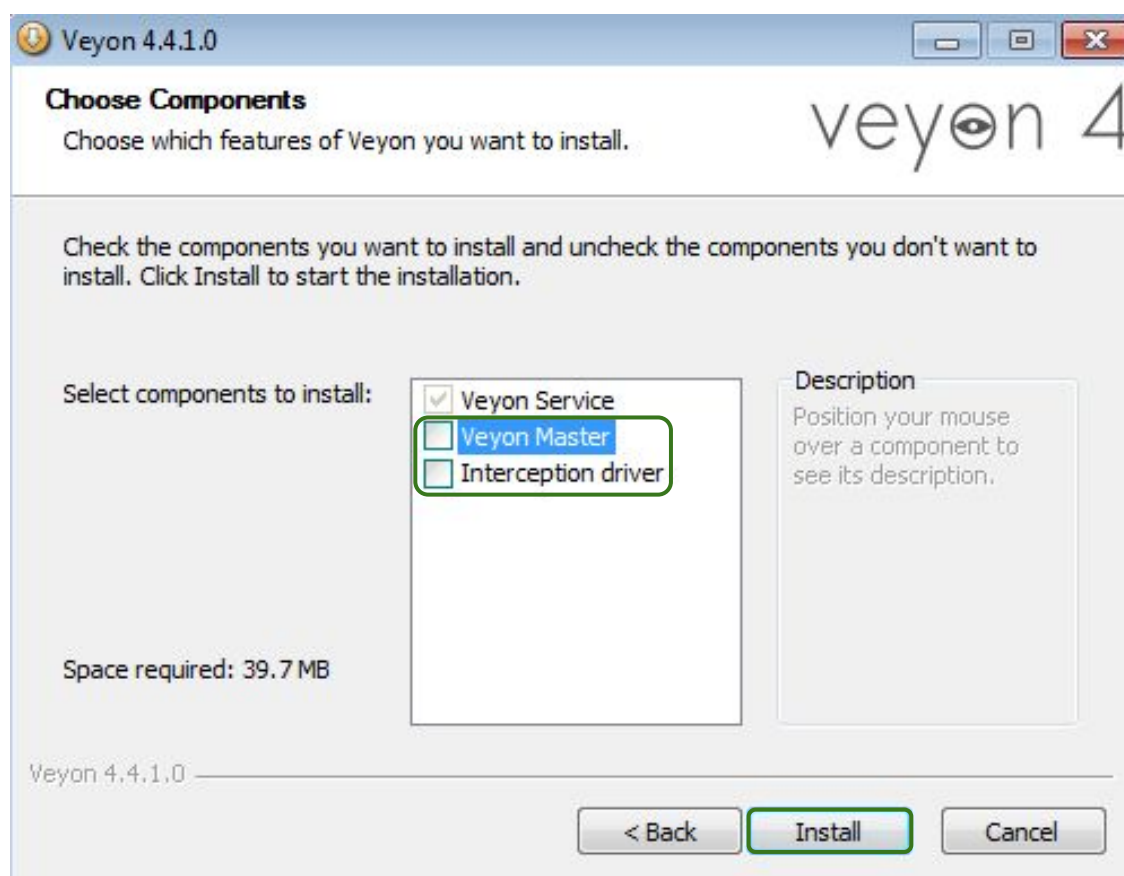 Veyon 4.4.1.0
Choose Components
Choose which features of Veyon you want to install.
veyon 4
Check the components you want to install and uncheck the components you don't want to
install. Click Install to start the installation.
Select components to install:
Veyon Service
Veyon Master
Interception driver
Description
Position your mouse
over a component to
see its description.
Space required: 39.7 MB
Veyon 4.4.1.0
< Back
Install
Cancel